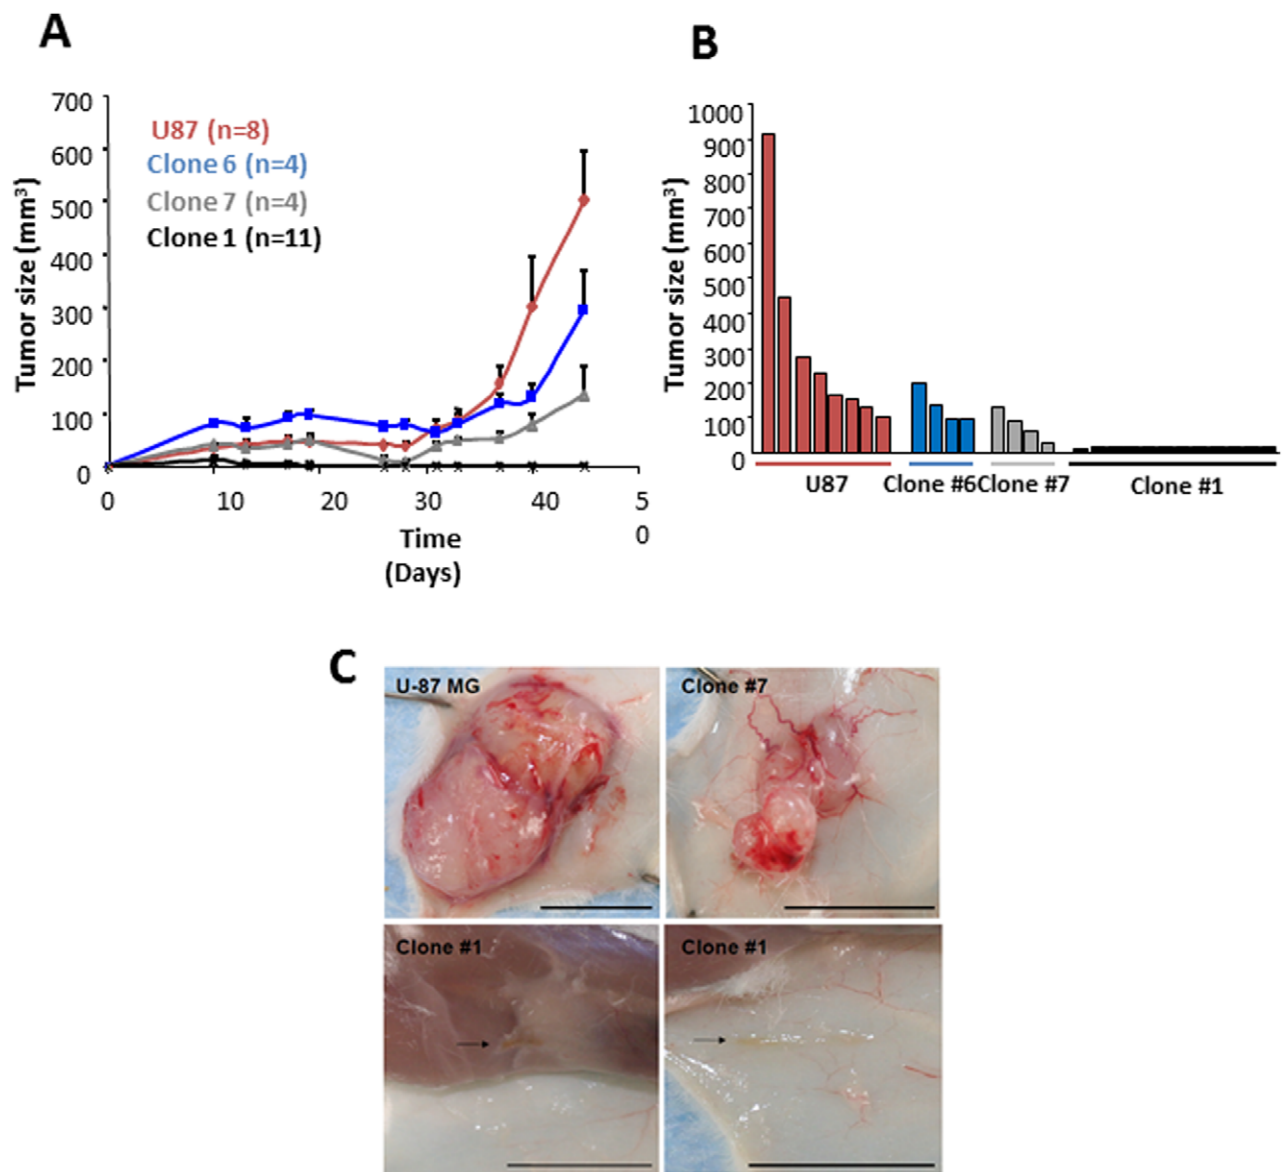 A
700
600
500
400
300
200
100
0
Tumor size (mm³)
U87 (n=8)
Clone 6 (n=4)
Clone 7 (n=4)
Clone 1 (n=11)
0
10
20
30
40
5
0
Time
(Days)
B
1000
900
800
700
600
500
400
300
200
100
0
Tumor size (mm³)
U87
Clone #6
Clone #7
Clone #1
C
U-87 MG
Clone #7
Clone #1
Clone #1